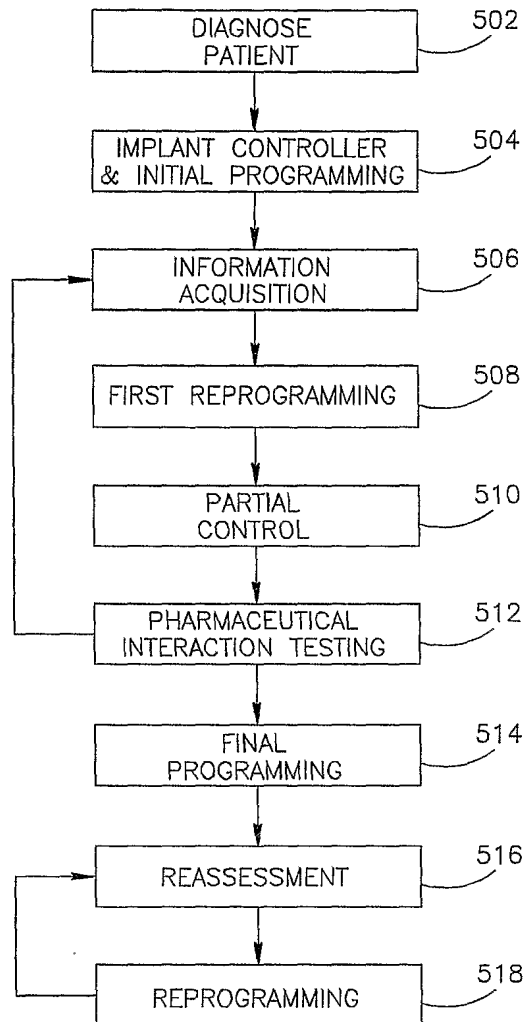 DIAGNOSE
PATIENT
502
IMPLANT CONTROLLER
& INITIAL PROGRAMMING
504
INFORMATION
ACQUISITION
506
FIRST REPROGRAMMING
508
PARTIAL
CONTROL
510
PHARMACEUTICAL
INTERACTION TESTING
512
FINAL
PROGRAMMING
514
REASSESSMENT
516
REPROGRAMMING
518